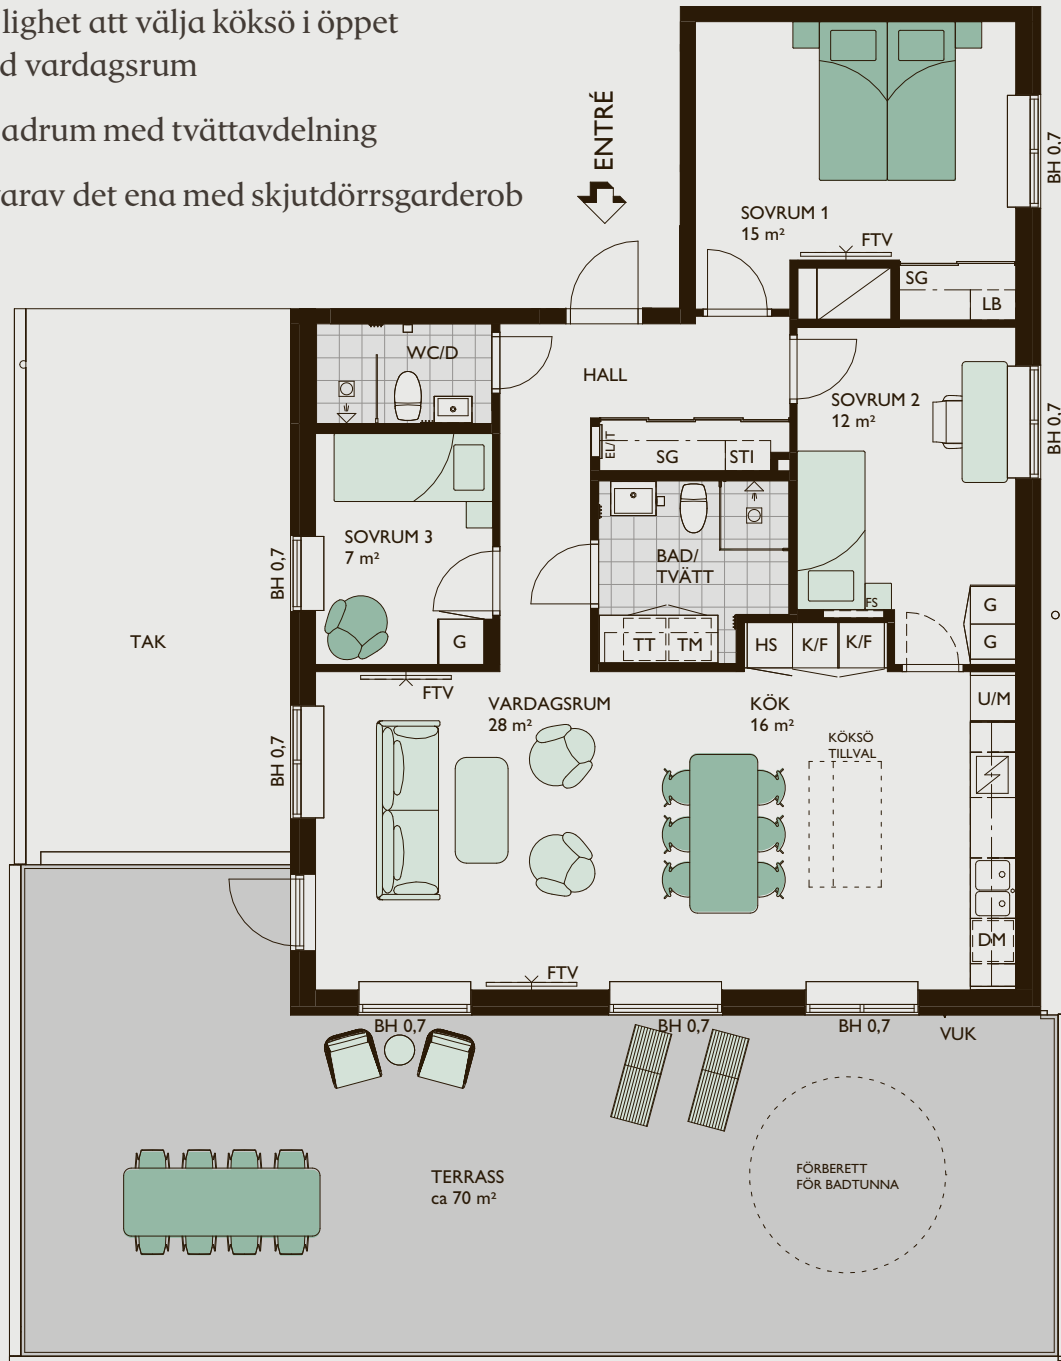 lighet att välja köksö i öppet
d vardagsrum
adrum med tvättavdelning
arav det ena med skjutdörrsgarderob
ENTRÉ
BH 0,7
SOVRUM 1
15 m²
FTV
SG
LB
WC/D
HALL
SOVRUM 2
12 m²
BH 0,7
EL/IT
SG
STI
SOVRUM 3
7 m²
BH 0,7
BAD/
TVÄTT
FS
G
G
TAK
G
TT
TM
HS
K/F
K/F
FTV
VARDAGSRUM
28 m²
KÖK
16 m²
U/M
KÖKSÖ
TILLVAL
BH 0,7
DM
FTV
BH 0,7
BH 0,7
BH 0,7
VUK
TERRASS
ca 70 m²
FÖRBERETT
FÖR BADTUNNA